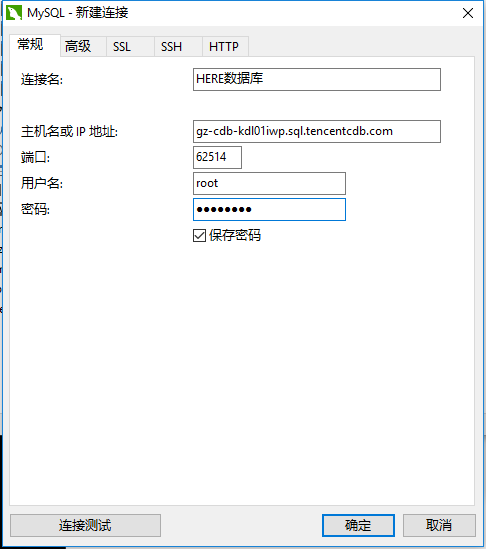 MySQL - 新建连接
常规 高级 SSL SSH HTTP
连接名: HERE数据库
主机名或 IP 地址: gz-cdb-kdl01iwp.sql.tencentcdb.com
端口: 62514
用户名: root
密码: ●●●●●●●●
保存密码
连接测试 确定 取消